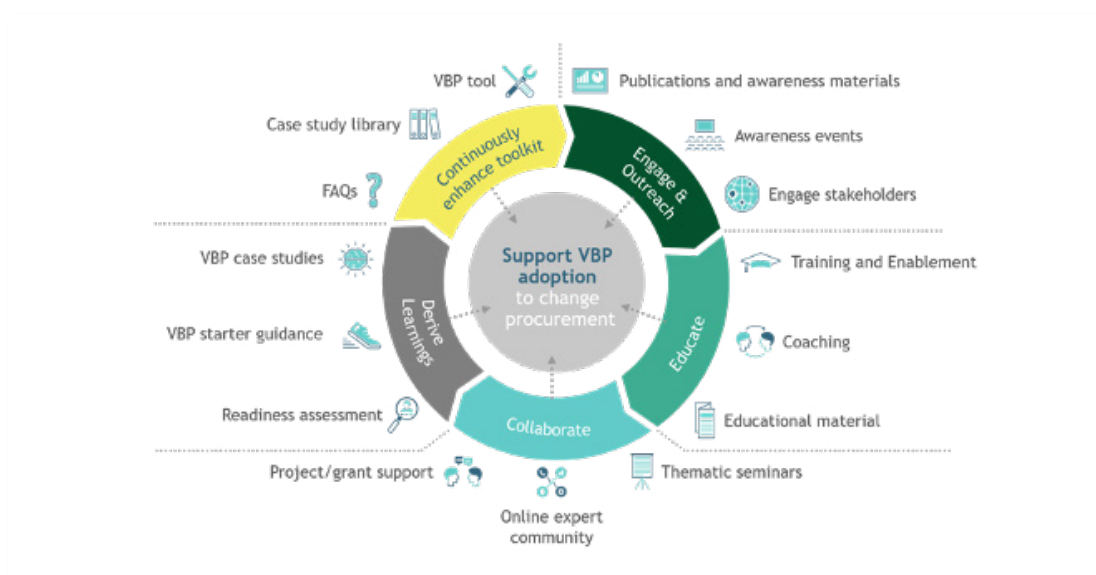 VBP tool
Publications and awareness materials
Case study library
Awareness events
FAQs
Engage stakeholders
Continuously
enhance toolkit
Engage &
Outreach
VBP case studies
Training and Enablement
VBP starter guidance
Coaching
Readiness assessment
Educational material
Derive
Learnings
Educate
Support VBP
adoption
to change
procurement
Collaborate
Project/grant support
Thematic seminars
Online expert
community